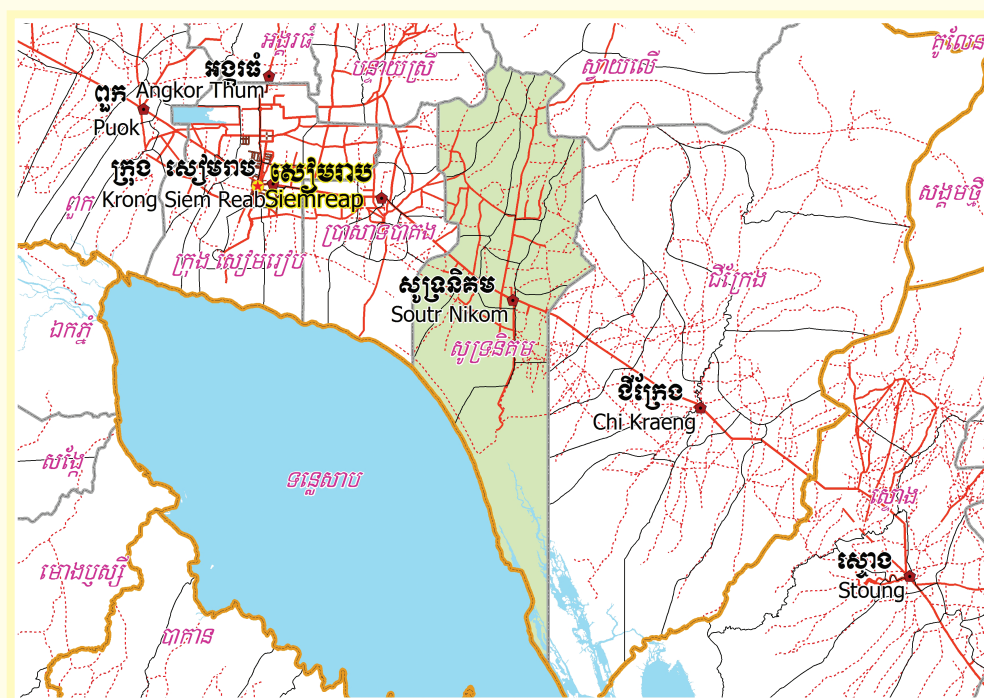 អង្គរធំ
បន្ទាយស្រី
ស្វាយលើ
គូលែន
អង្គរធំ
Angkor Thum
ពួក
Puok
ក្រុង សៀមរាប
Krong Siem Reab
សៀមរាប
Siemreap
ពួក
ប្រាសាទបាគង
ក្រុង សៀមរៀប
សង្គមថ្មី
ជីក្រែង
សូទ្រនិគម
Soutr Nikom
សូទ្រនិគម
ឯកភ្នំ
ជីក្រែង
Chi Kraeng
សង្កែ
ទន្លេសាប
ស្ទោង
ស្ទោង
Stoung
មោងឫស្សី
បាកាន